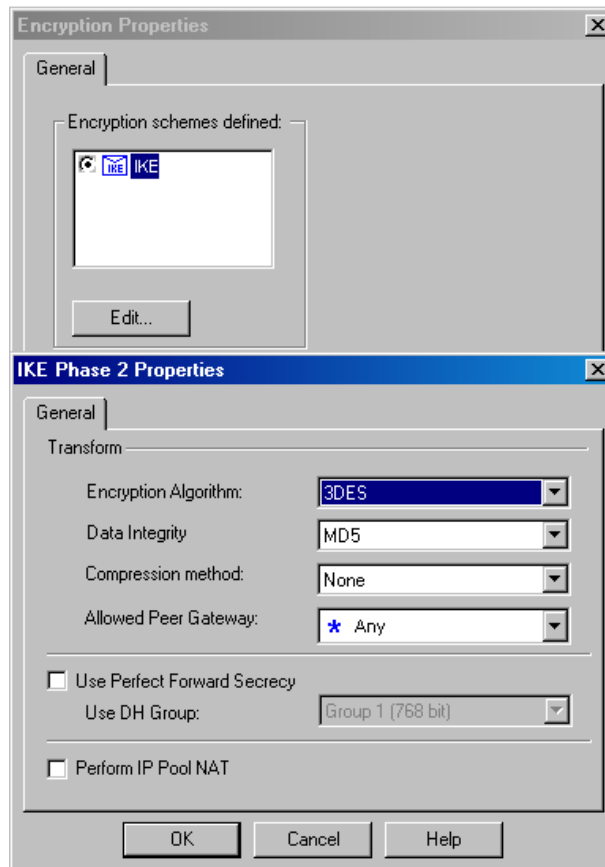 Encryption Properties
General
Encryption schemes defined:
IKE IKE
Edit...
IKE Phase 2 Properties
General
Transform
Encryption Algorithm: 3DES
Data Integrity MD5
Compression method: None
Allowed Peer Gateway: * Any
Use Perfect Forward Secrecy
Use DH Group: Group 1 (768 bit)
Perform IP Pool NAT
OK Cancel Help